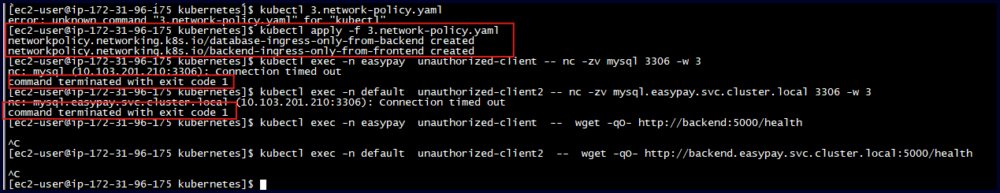 [ec2-user@ip-172-31-96-175 kubernetes]$ kubectl 3.network-policy.yaml
error: unknown command "3.network-policy.yaml" for "kubectl"
[ec2-user@ip-172-31-96-175 kubernetes]$ kubectl apply -f 3.network-policy.yaml
networkpolicy.networking.k8s.io/database-ingress-only-from-backend created
networkpolicy.networking.k8s.io/backend-ingress-only-from-frontend created
[ec2-user@ip-172-31-96-175 kubernetes]$ kubectl exec -n easypay  unauthorized-client -- nc -zv mysql 3306 -w 3
nc: mysql (10.103.201.210:3306): Connection timed out
command terminated with exit code 1
[ec2-user@ip-172-31-96-175 kubernetes]$ kubectl exec -n default  unauthorized-client2 -- nc -zv mysql.easypay.svc.cluster.local 3306 -w 3
nc: mysql.easypay.svc.cluster.local (10.103.201.210:3306): Connection timed out
command terminated with exit code 1
[ec2-user@ip-172-31-96-175 kubernetes]$ kubectl exec -n easypay  unauthorized-client  --  wget -qO- http://backend:5000/health
^C
[ec2-user@ip-172-31-96-175 kubernetes]$ kubectl exec -n default  unauthorized-client2  --  wget -qO- http://backend.easypay.svc.cluster.local:5000/health
^C
[ec2-user@ip-172-31-96-175 kubernetes]$